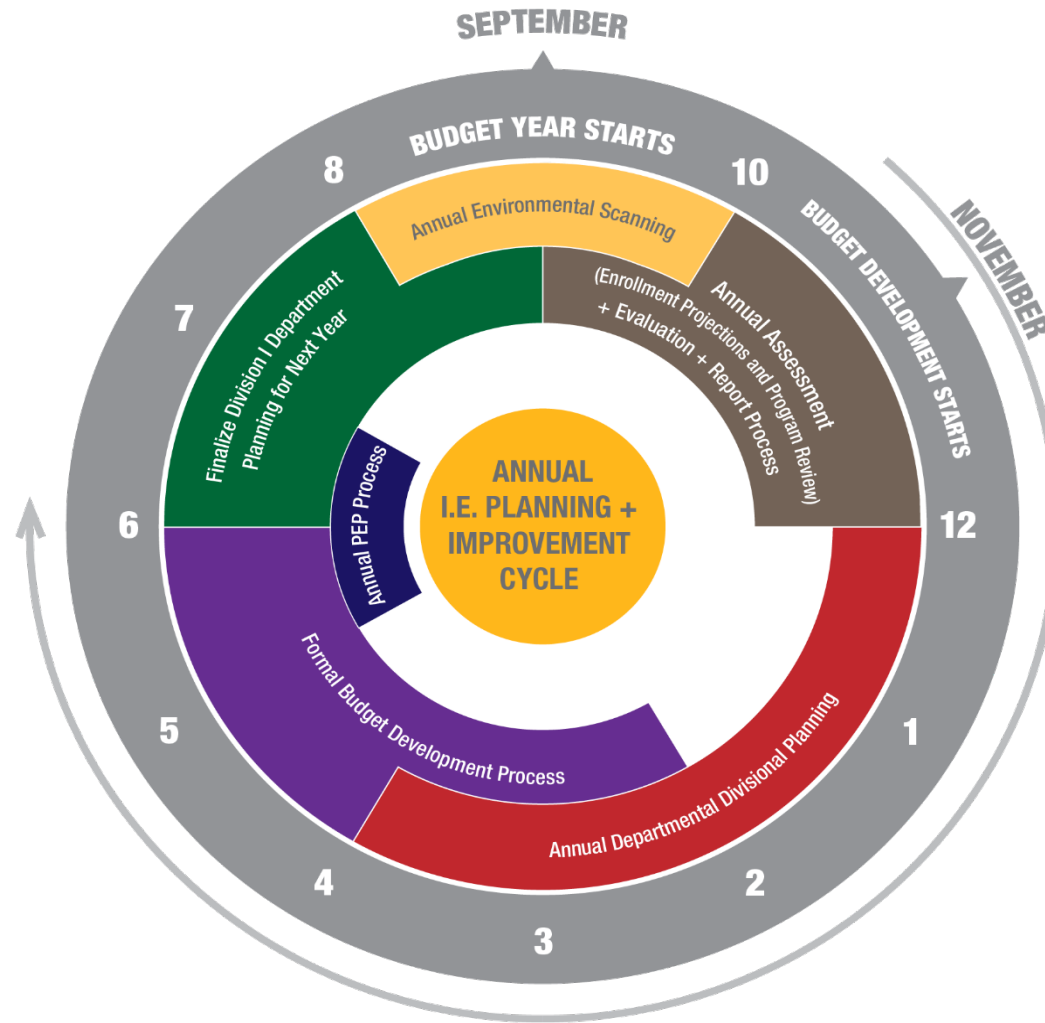 SEPTEMBER
BUDGET YEAR STARTS
8
10
NOVEMBER
BUDGET DEVELOPMENT STARTS
Annual Environmental Scanning
Annual Assessment
(Enrollment Projections and Program Review)
+ Evaluation + Report Process
7
Finalize Division I Department
Planning for Next Year
Annual PEP Process
ANNUAL
I.E. PLANNING +
IMPROVEMENT
CYCLE
6
12
Formal Budget Development Process
5
1
Annual Departmental Divisional Planning
4
2
3